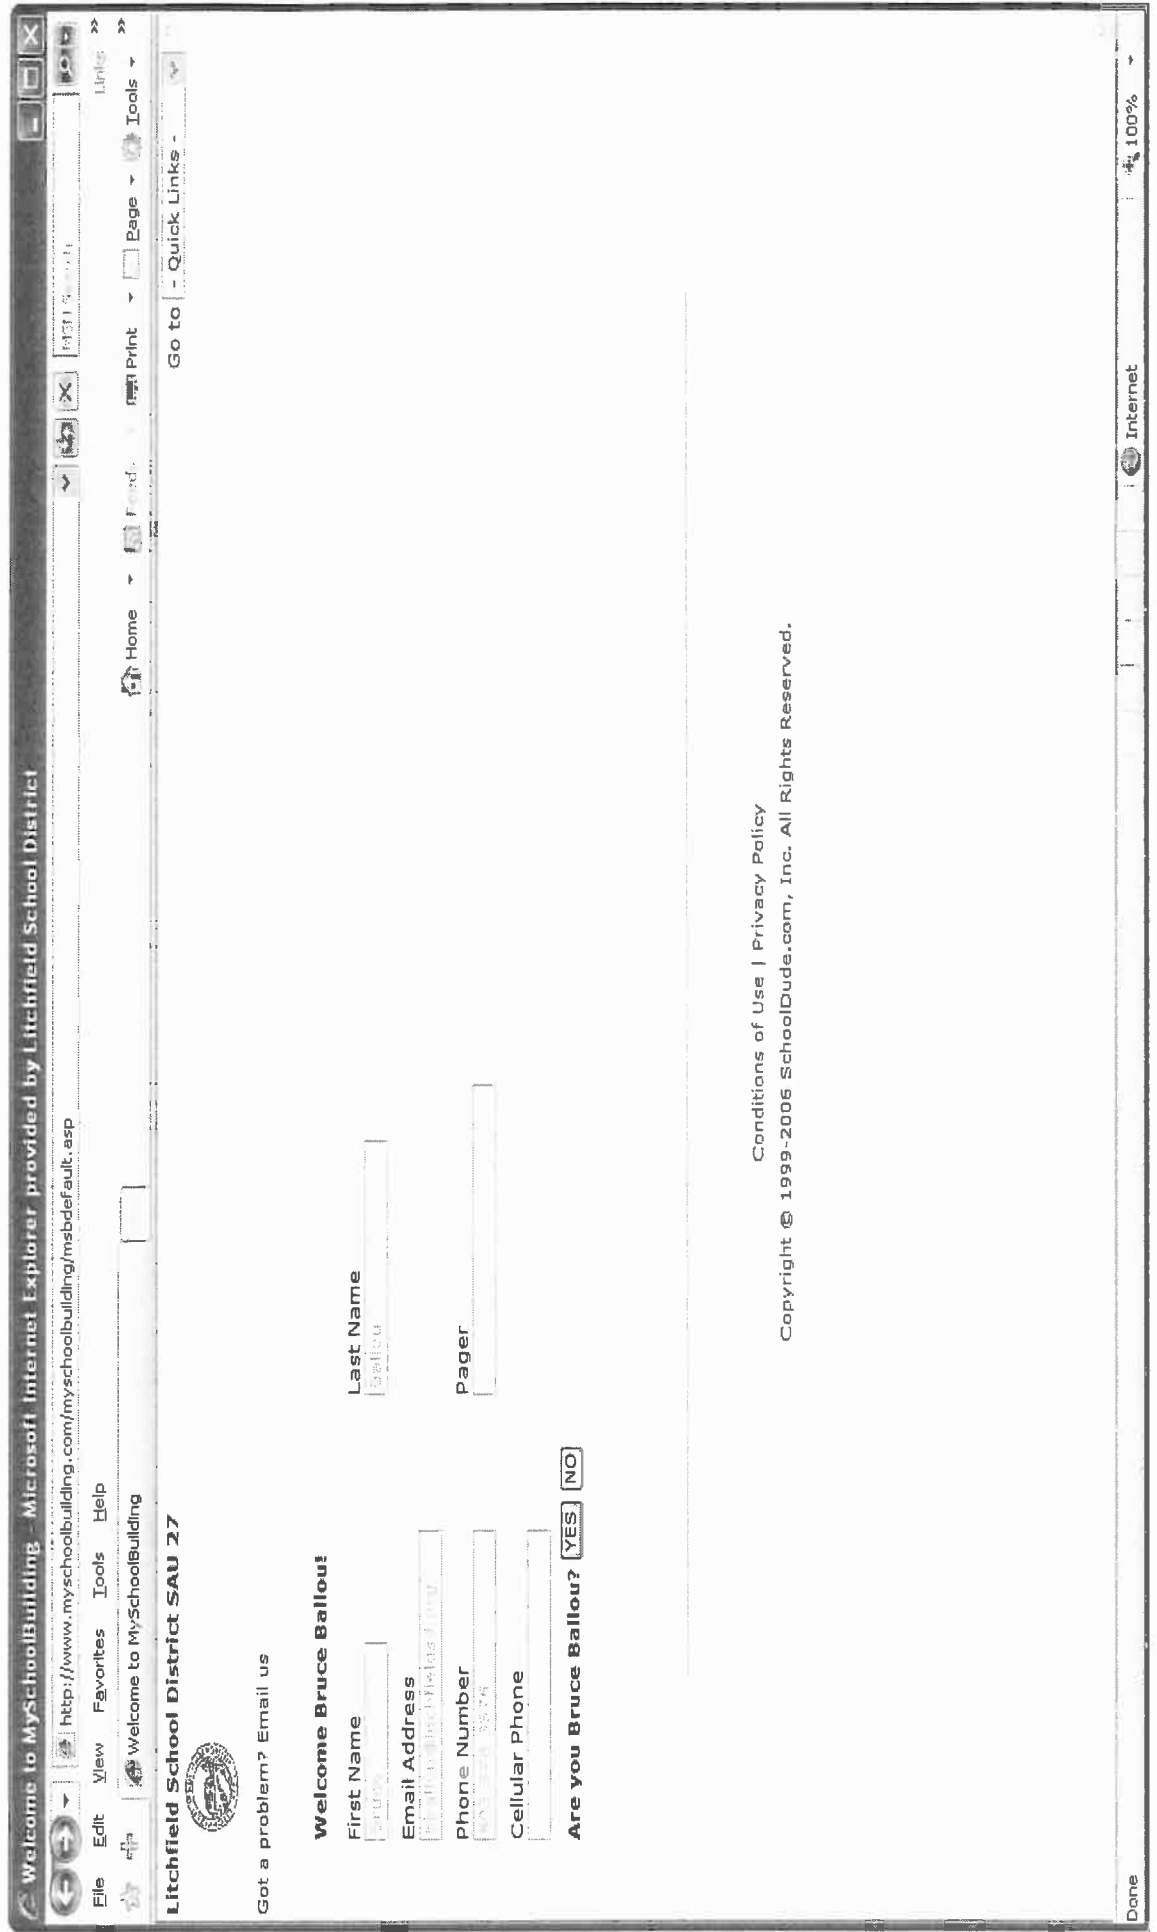 Welcome to MySchoolBuilding - Microsoft Internet Explorer provided by Litchfield School District
http://www.myschoolbuilding.com/myschoolbuilding/msbdefault.asp
File Edit View Favorites Tools Help Links »
Welcome to MySchoolBuilding Home Print Page Tools »
Litchfield School District SAU 27 Go to - Quick Links -
Got a problem? Email us
Welcome Bruce Ballou!
First Name Last Name
Ballou
Email Address
Phone Number Pager
Cellular Phone
Are you Bruce Ballou? YES NO
Conditions of Use | Privacy Policy
Copyright © 1999-2006 SchoolDude.com, Inc. All Rights Reserved.
Done Internet 100%